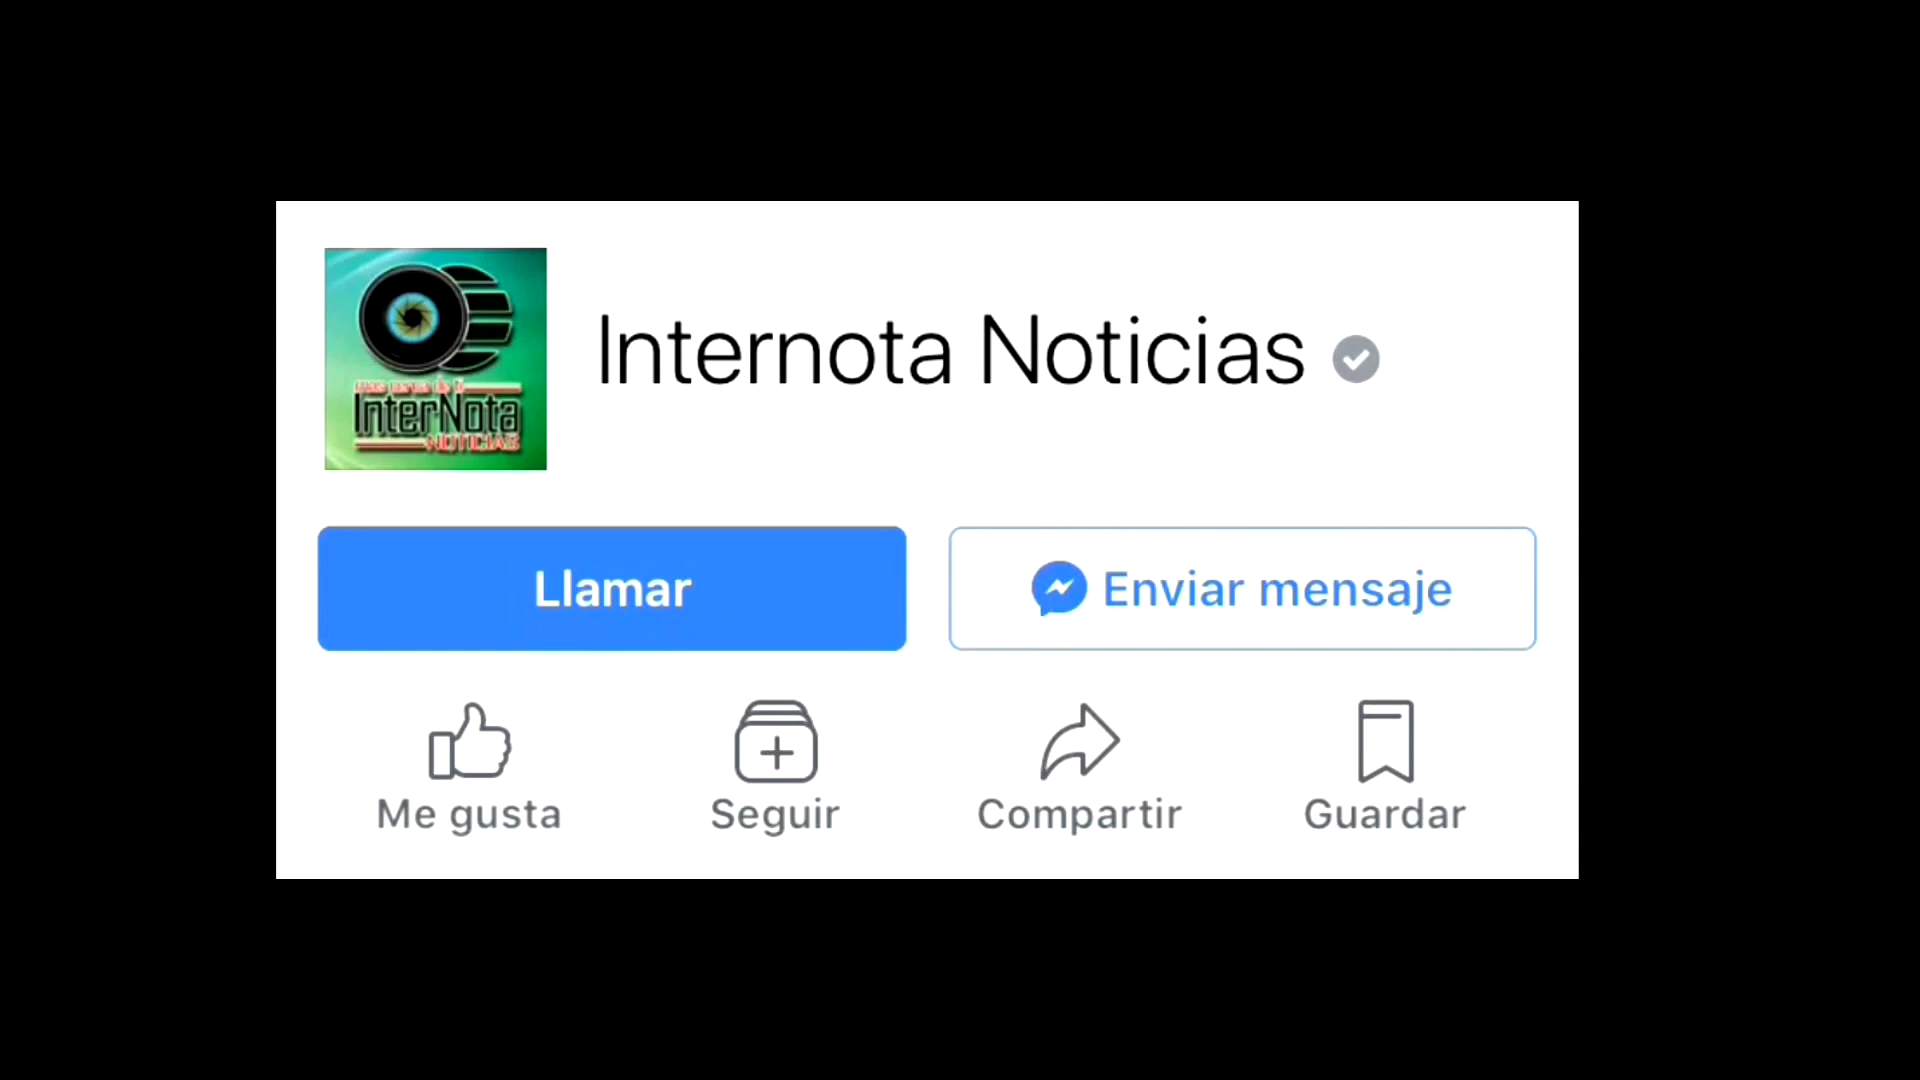 Internota Noticias
InterNota
NOTICIAS
Llamar
Enviar mensaje
Me gusta
Seguir
Compartir
Guardar